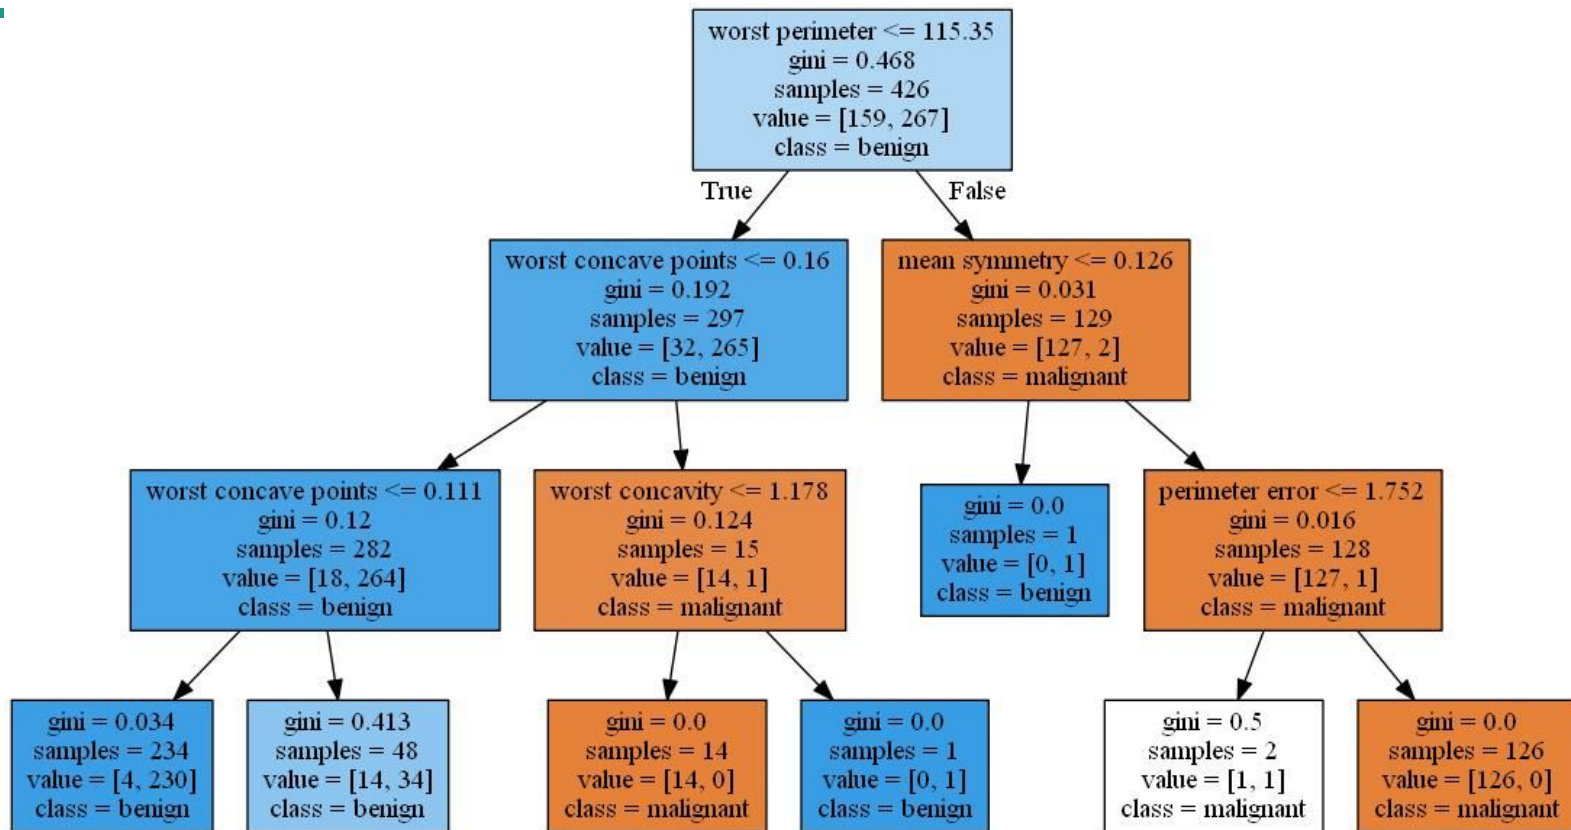 worst perimeter <= 115.35
gini = 0.468
samples = 426
value = [159, 267]
class = benign
True
False
worst concave points <= 0.16
gini = 0.192
samples = 297
value = [32, 265]
class = benign
mean symmetry <= 0.126
gini = 0.031
samples = 129
value = [127, 2]
class = malignant
worst concave points <= 0.111
gini = 0.12
samples = 282
value = [18, 264]
class = benign
worst concavity <= 1.178
gini = 0.124
samples = 15
value = [14, 1]
class = malignant
gini = 0.0
samples = 1
value = [0, 1]
class = benign
perimeter error <= 1.752
gini = 0.016
samples = 128
value = [127, 1]
class = malignant
gini = 0.034
samples = 234
value = [4, 230]
class = benign
gini = 0.413
samples = 48
value = [14, 34]
class = benign
gini = 0.0
samples = 14
value = [14, 0]
class = malignant
gini = 0.0
samples = 1
value = [0, 1]
class = benign
gini = 0.5
samples = 2
value = [1, 1]
class = malignant
gini = 0.0
samples = 126
value = [126, 0]
class = malignant